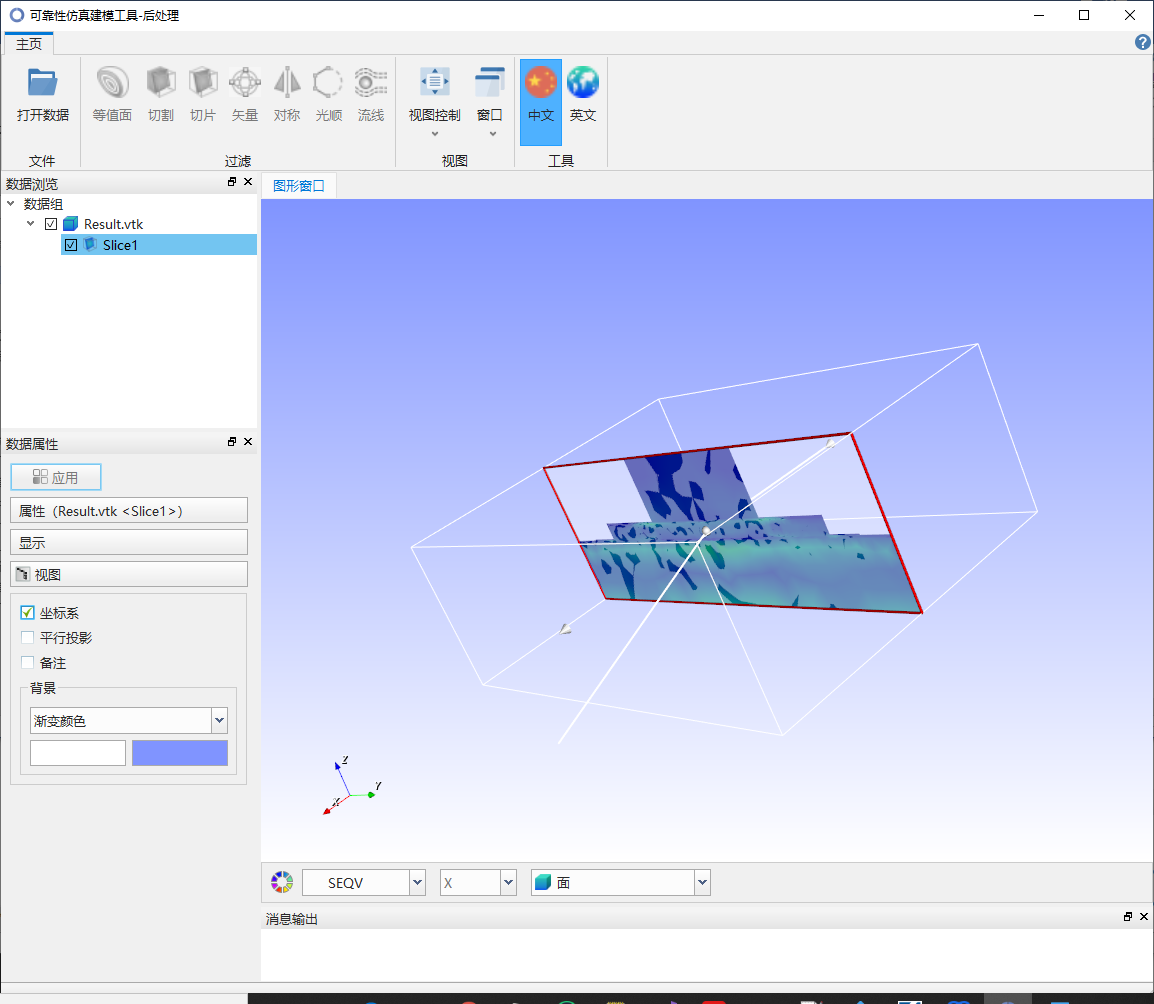 可靠性仿真建模工具-后处理
主页
打开数据
等值面
切割
切片
矢量
对称
光顺
流线
视图控制
窗口
中文
英文
文件
过滤
视图
工具
数据浏览
图形窗口
数据组
Result.vtk
Slice1
数据属性
应用
属性（Result.vtk <Slice1>）
显示
视图
坐标系
平行投影
备注
背景
渐变颜色
Z
Y
X
SEQV
X
面
消息输出